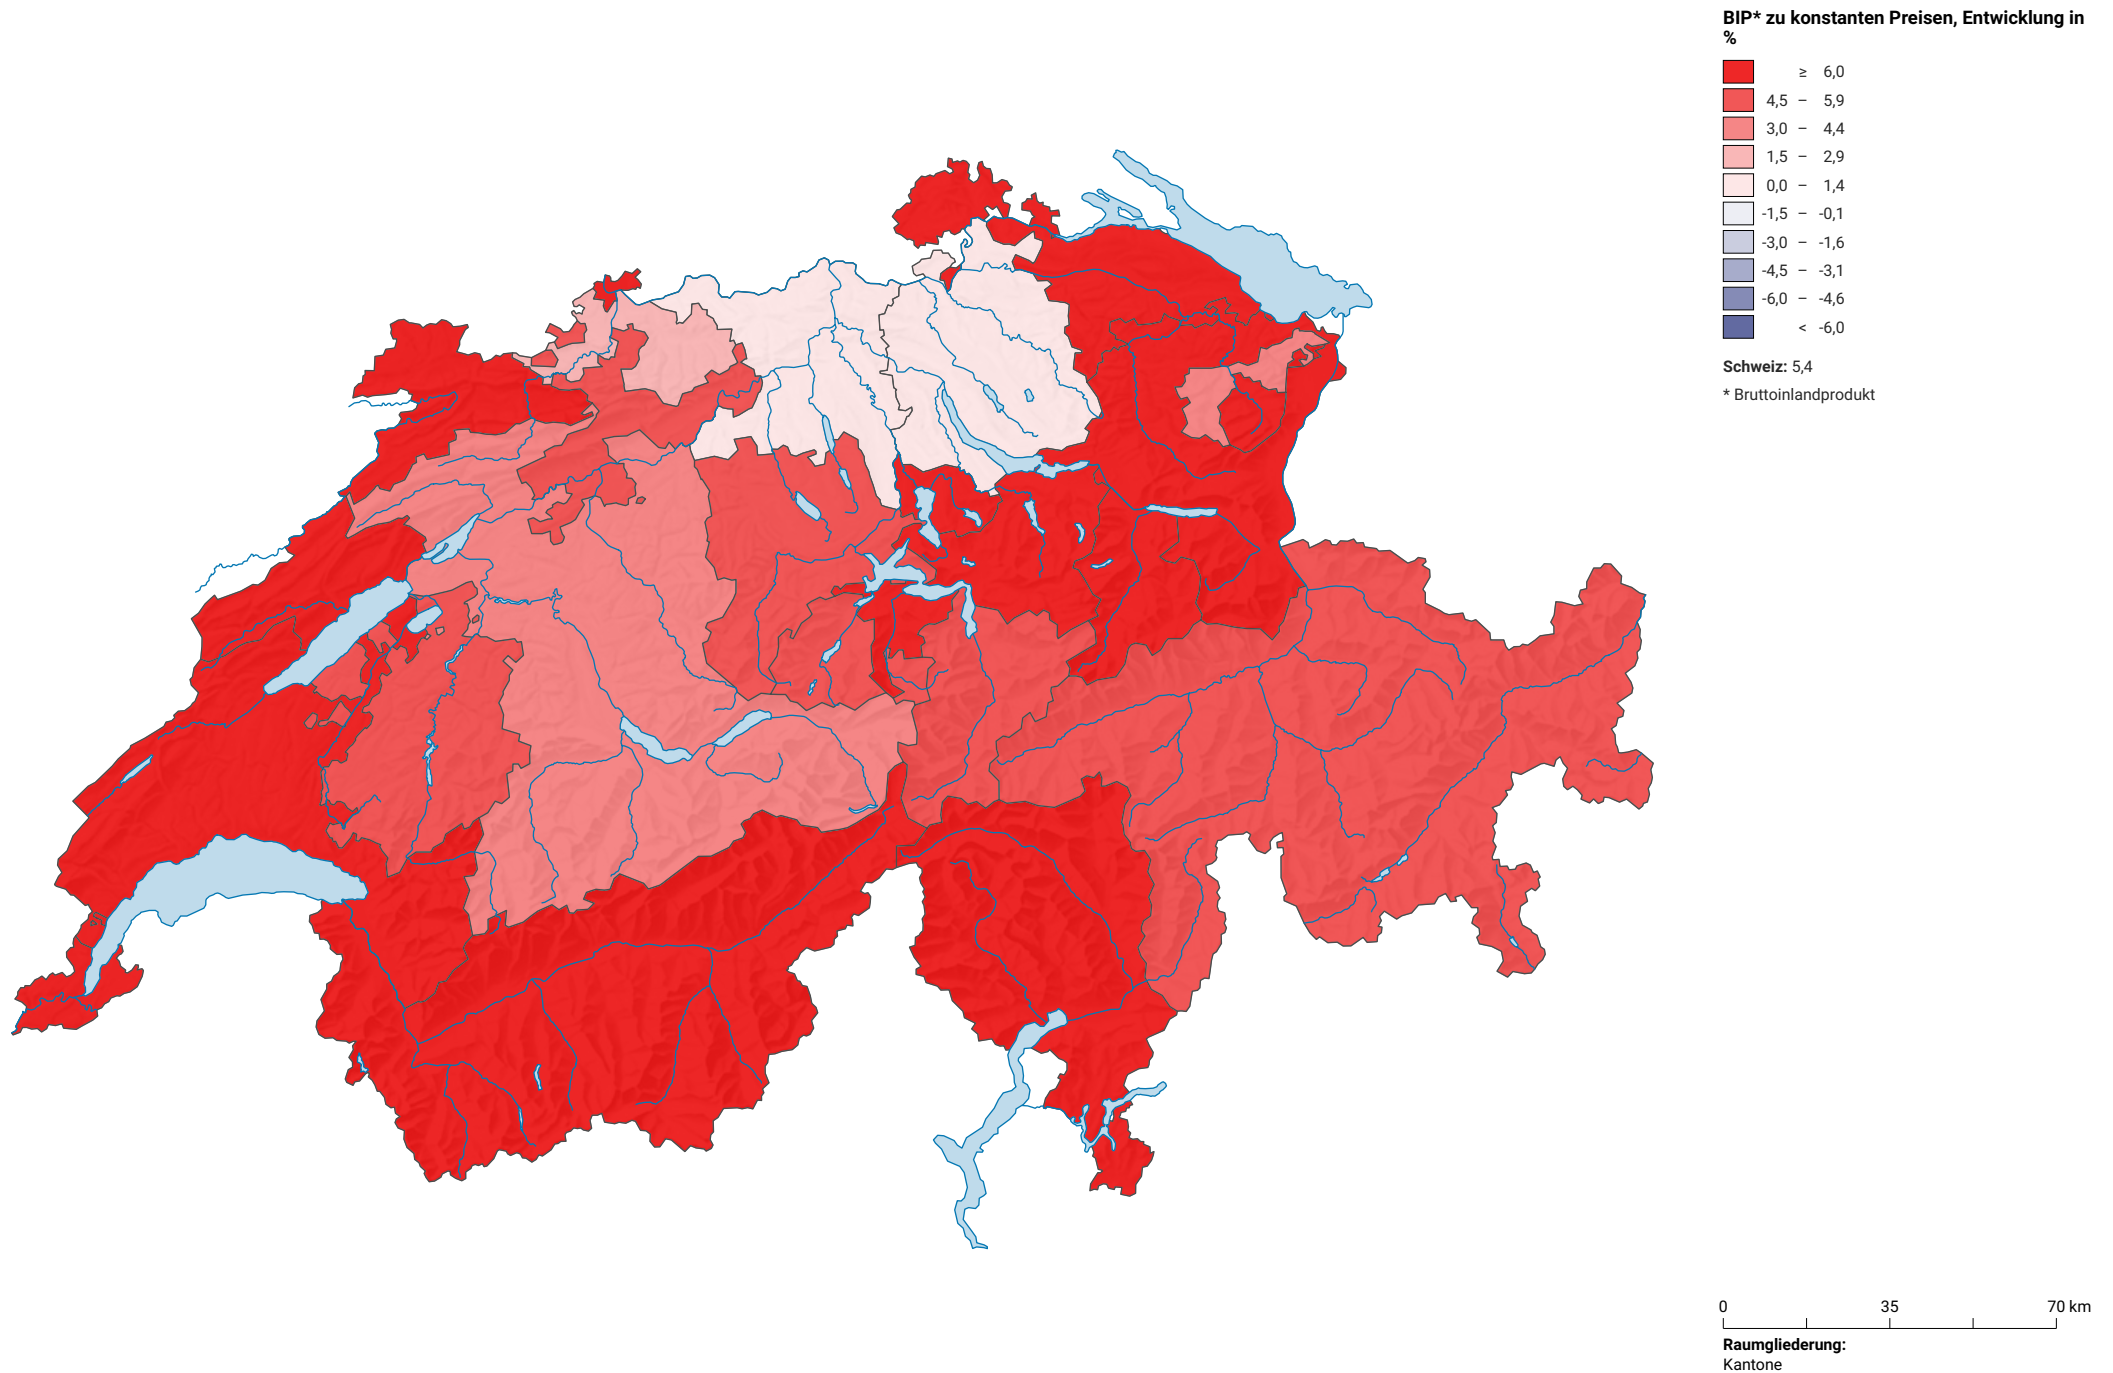 BIP* zu konstanten Preisen, Entwicklung in
%
≥ 6,0
4,5 – 5,9
3,0 – 4,4
1,5 – 2,9
0,0 – 1,4
-1,5 – -0,1
-3,0 – -1,6
-4,5 – -3,1
-6,0 – -4,6
< -6,0
Schweiz: 5,4
* Bruttoinlandprodukt
0 35 70 km
Raumgliederung:
Kantone